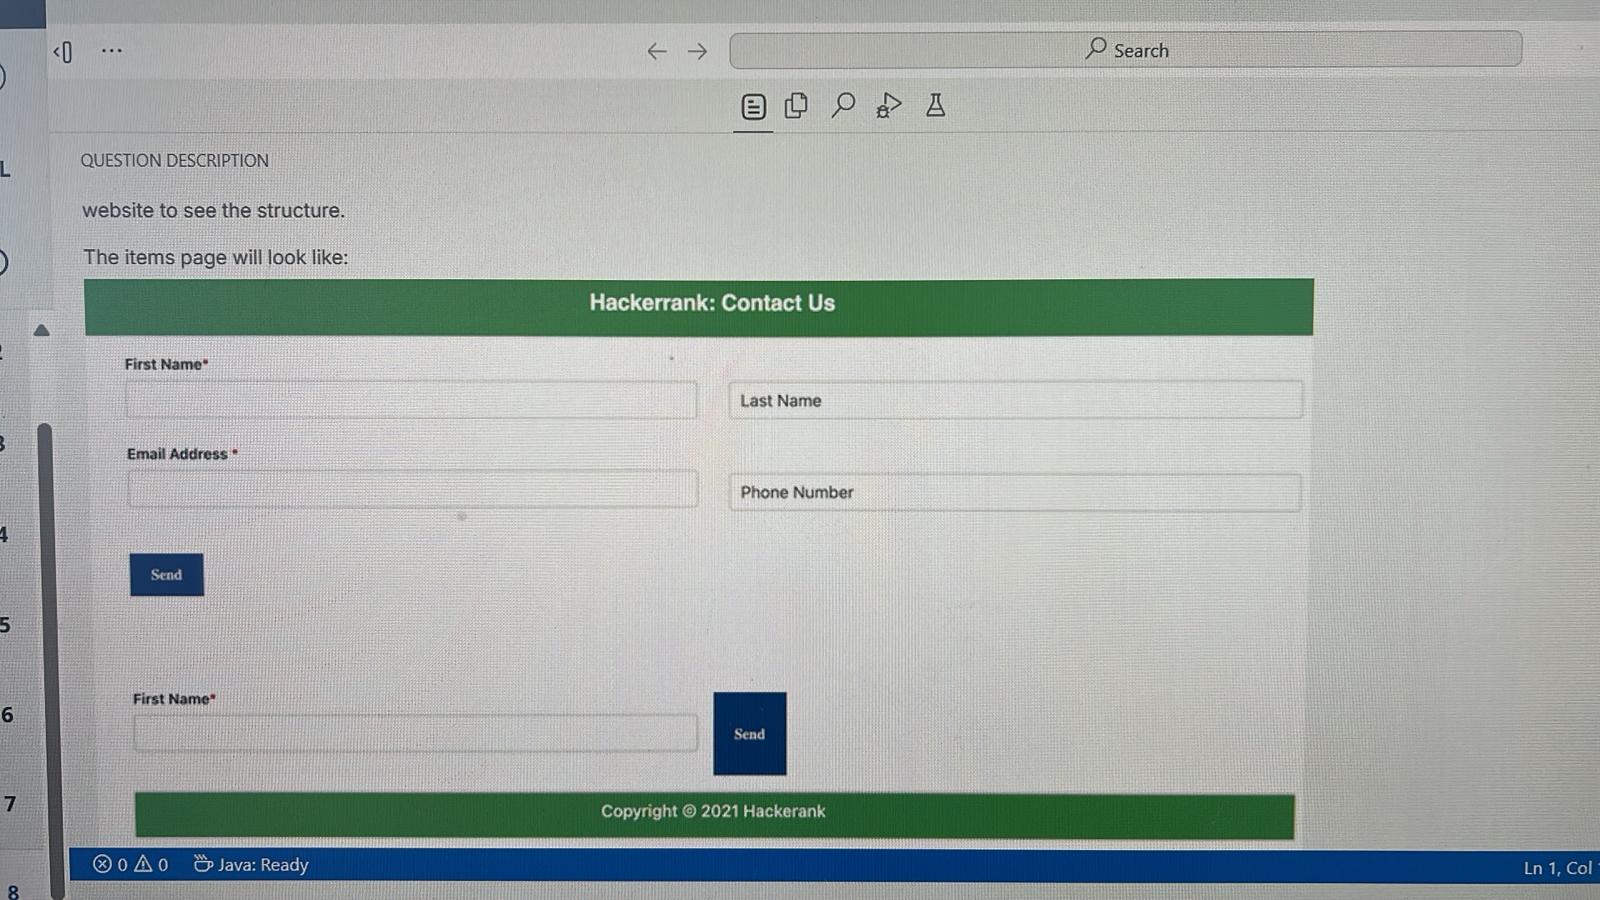 Search
QUESTION DESCRIPTION
website to see the structure.
The items page will look like:
Hackerrank: Contact Us
First Name*
Last Name
Email Address *
Phone Number
Send
First Name*
Send
Copyright © 2021 Hackerank
0 0 Java: Ready
Ln 1, Col
L
3
4
5
6
7
8